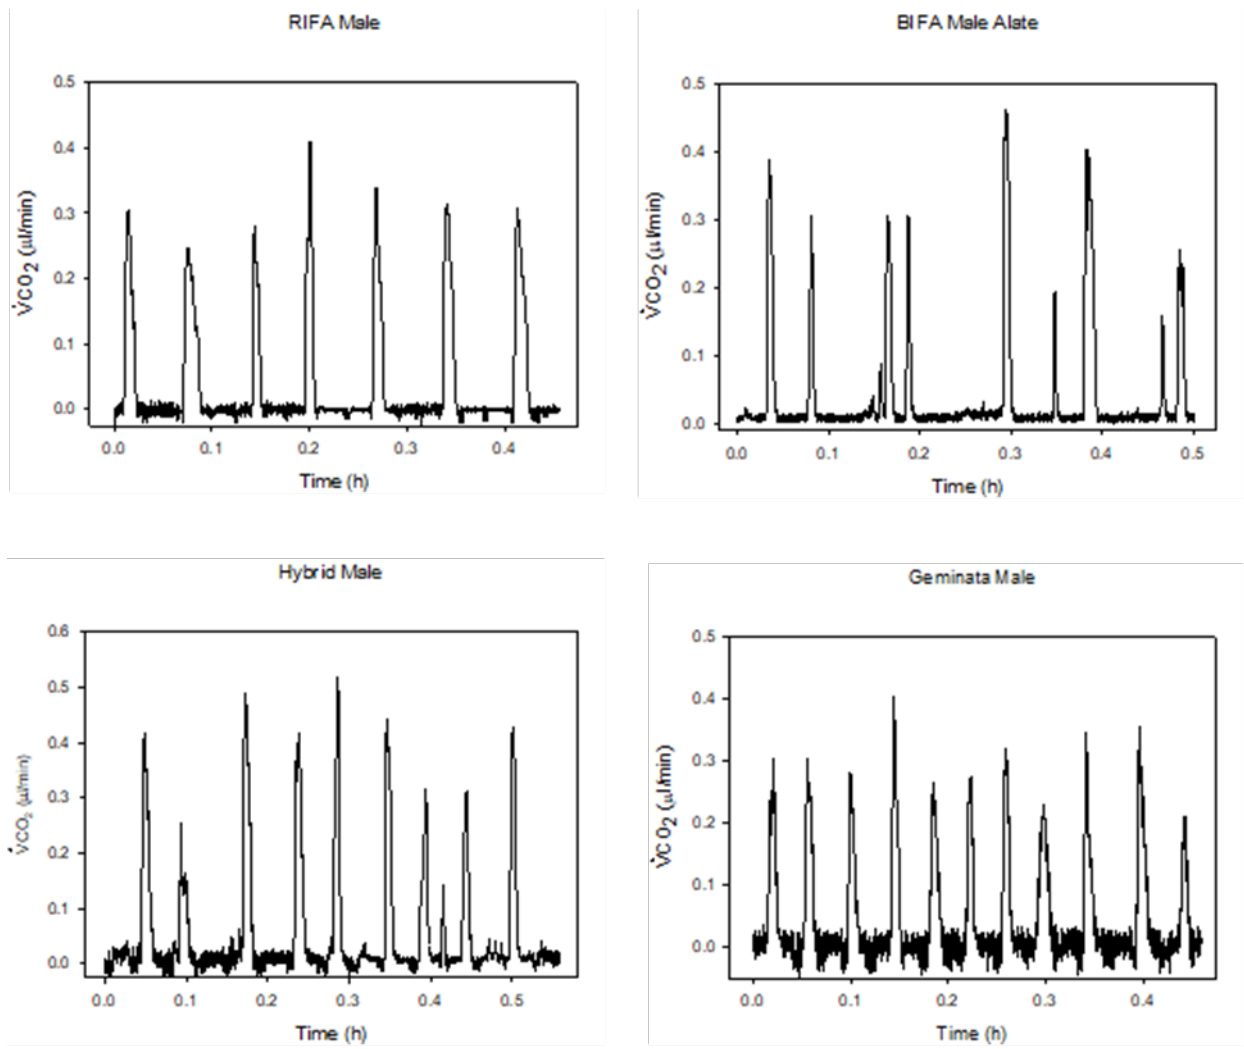 RIFA Male
0.5
0.4
0.3
0.2
0.1
0.0
V̇CO2 (µl/min)
0.0 0.1 0.2 0.3 0.4
Time (h)
BIFA Male Alate
0.5
0.4
0.3
0.2
0.1
0.0
V̇CO2 (µl/min)
0.0 0.1 0.2 0.3 0.4 0.5
Time (h)
Hybrid Male
0.6
0.5
0.4
0.3
0.2
0.1
0.0
V̇CO2 (µl/min)
0.0 0.1 0.2 0.3 0.4 0.5
Time (h)
Geminata Male
0.5
0.4
0.3
0.2
0.1
0.0
V̇CO2 (µl/min)
0.0 0.1 0.2 0.3 0.4
Time (h)